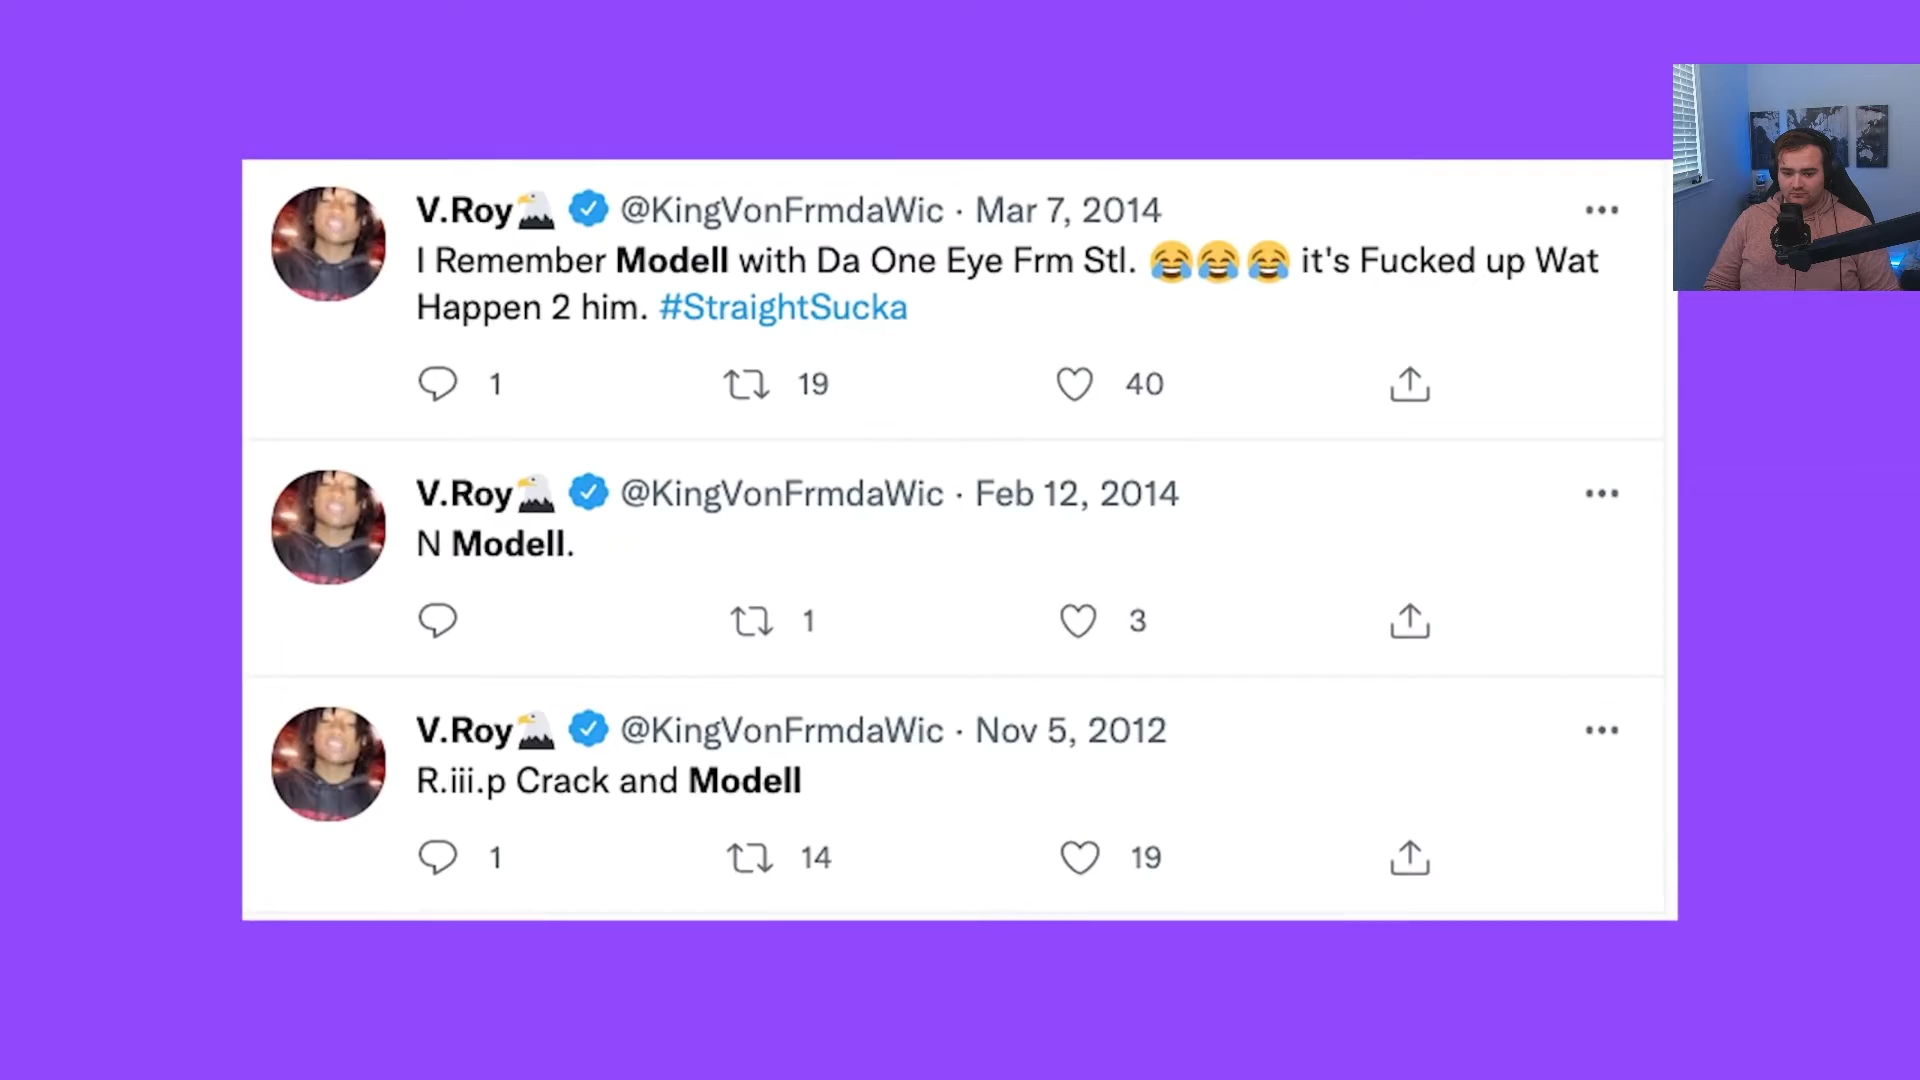 V.Roy🦅 @KingVonFrmdaWic · Mar 7, 2014
I Remember Modell with Da One Eye Frm Stl. 😂😂😂 it's Fucked up Wat
Happen 2 him. #StraightSucka
1 19 40
V.Roy🦅 @KingVonFrmdaWic · Feb 12, 2014
N Modell.
1 3
V.Roy🦅 @KingVonFrmdaWic · Nov 5, 2012
R.iii.p Crack and Modell
1 14 19